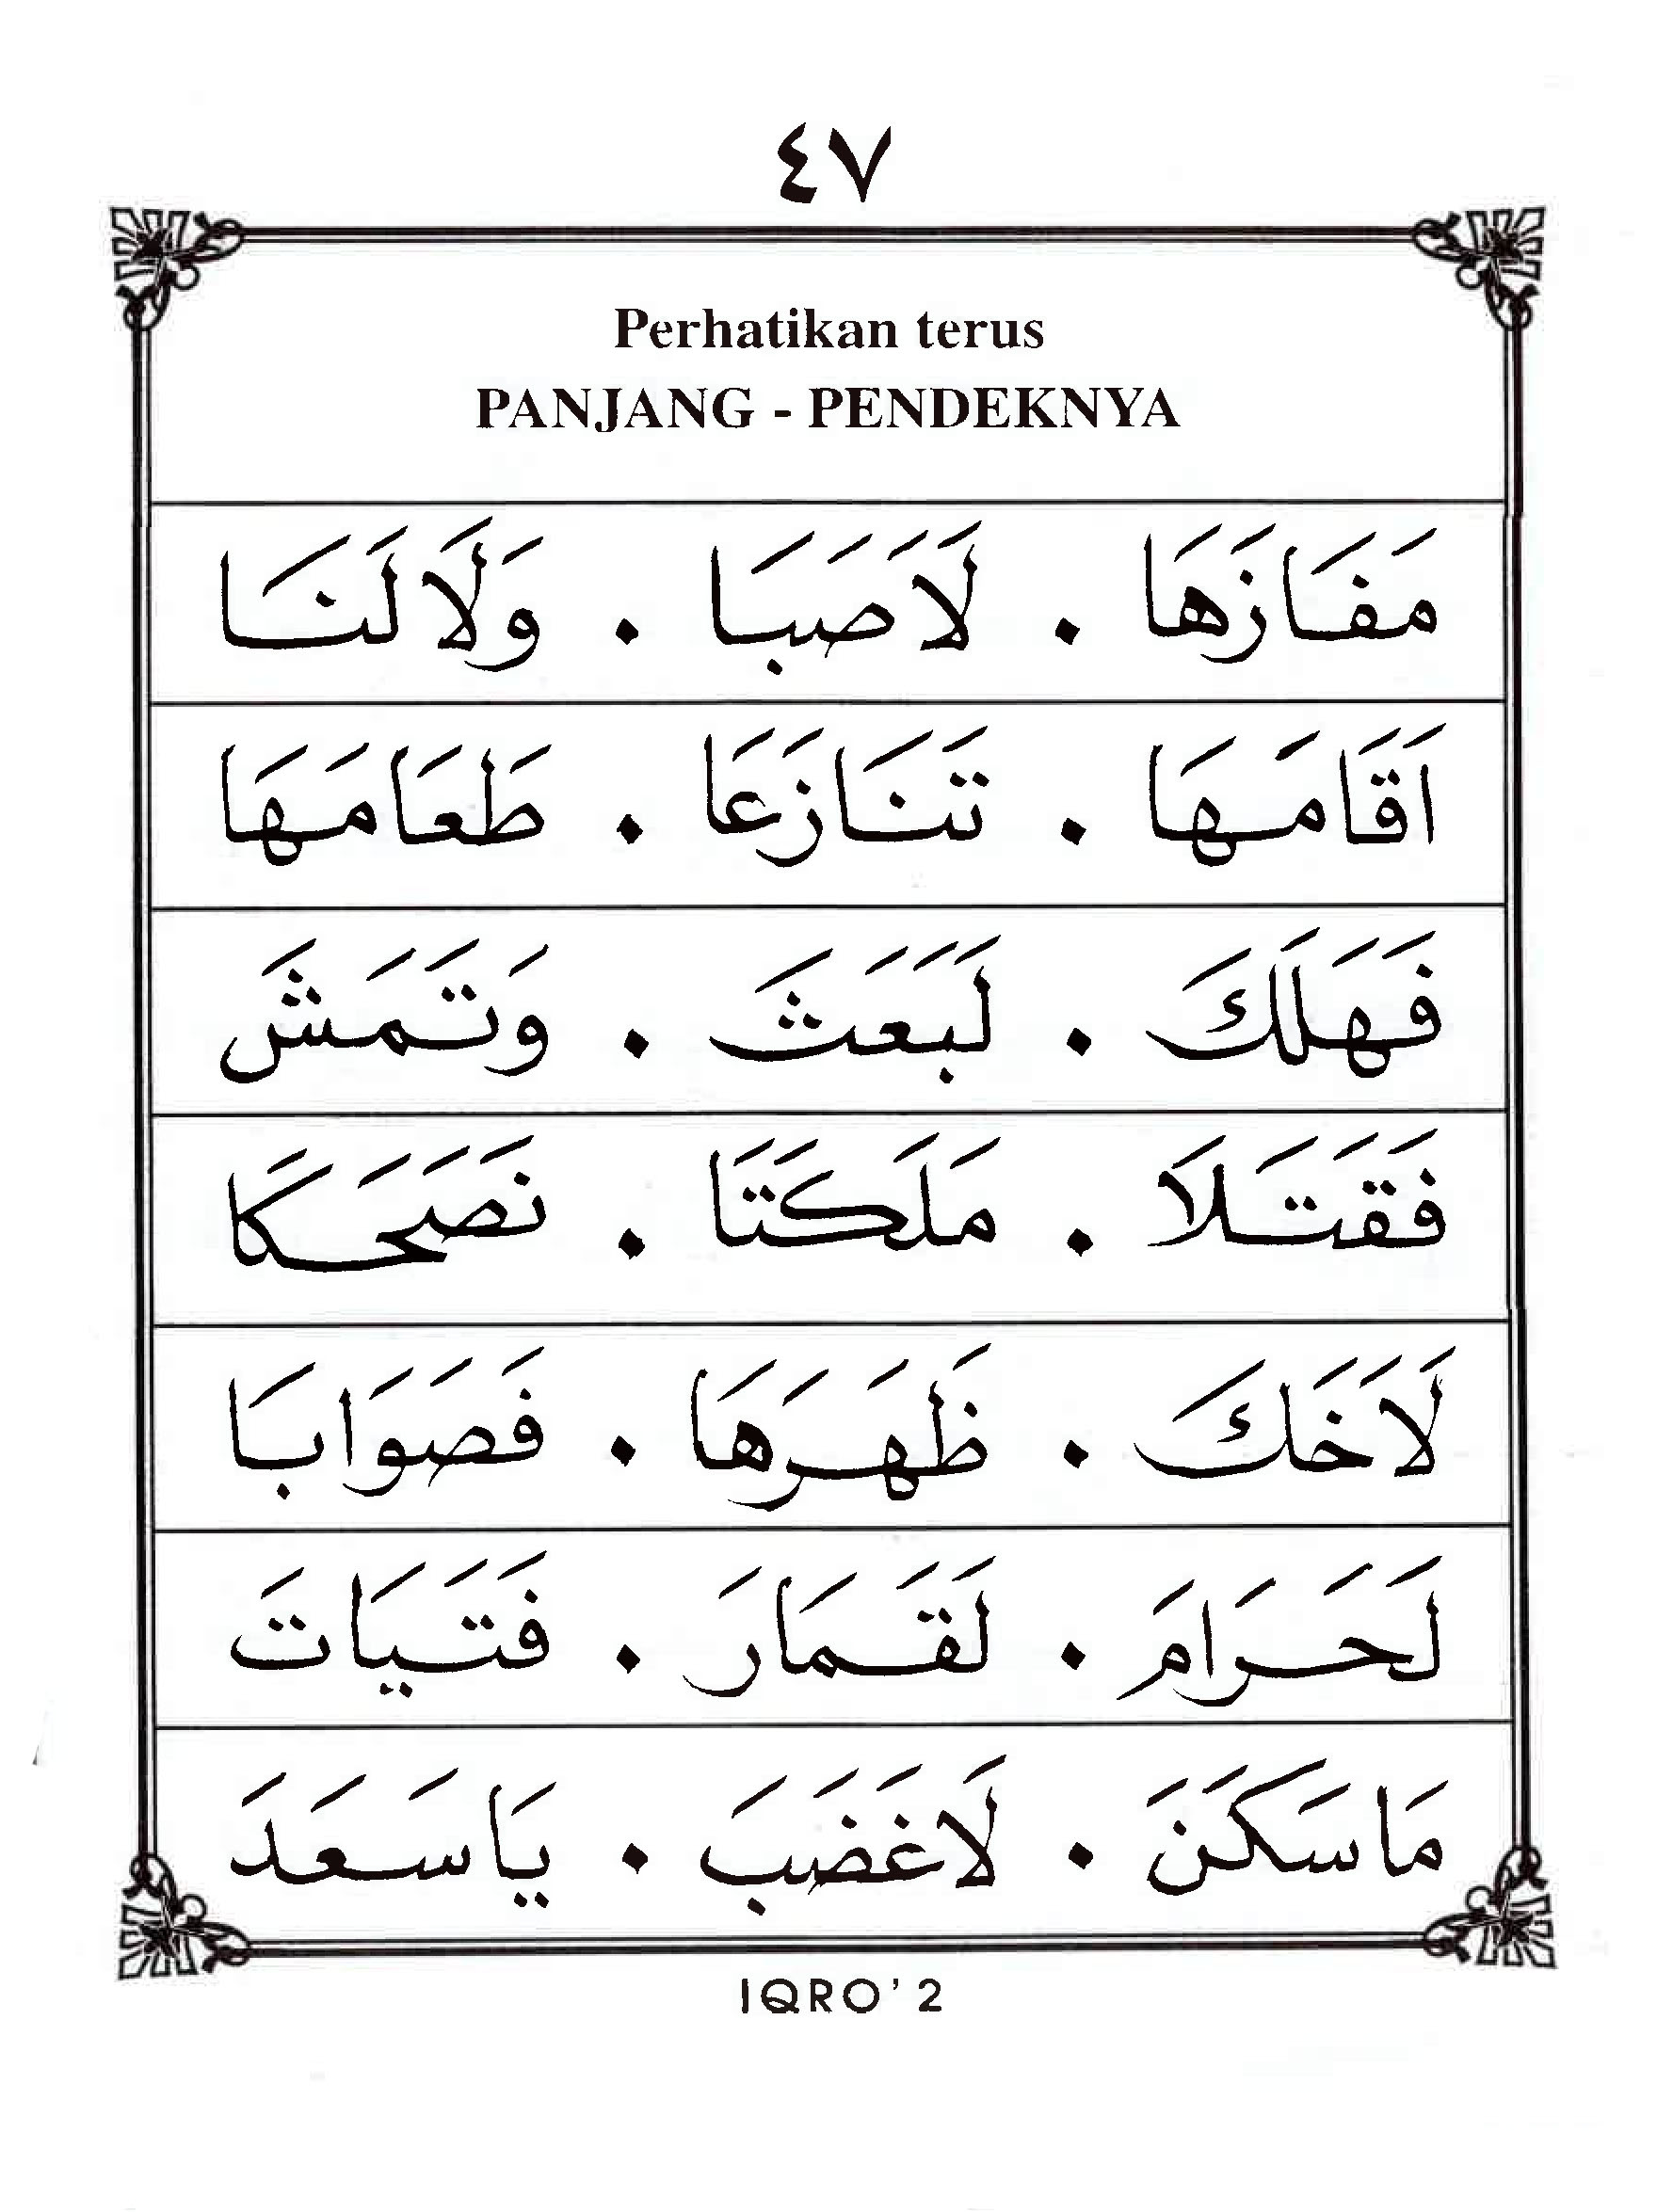 ٤٧
Perhatikan terus
PANJANG - PENDEKNYA
مَفَازَهَا . لَاصَبَا . وَلَالَنَا
اَقَامَهَا . تَنَازَعَا . طَعَامَهَا
فَهَلَكَ . لَبَعَثَ . وَتَمَشَ
فَقَتَلَا . مَلَكَتَا . نَصَحَكَا
لَاخَكَ . ظَهَرَهَا . فَصَوَابَا
لَحَرَامَ . لَقَمَارَ . فَتَيَاتَ
مَاسَكَنَ . لَاغَضَبَ . يَاسَعَدَ
IQRO' 2